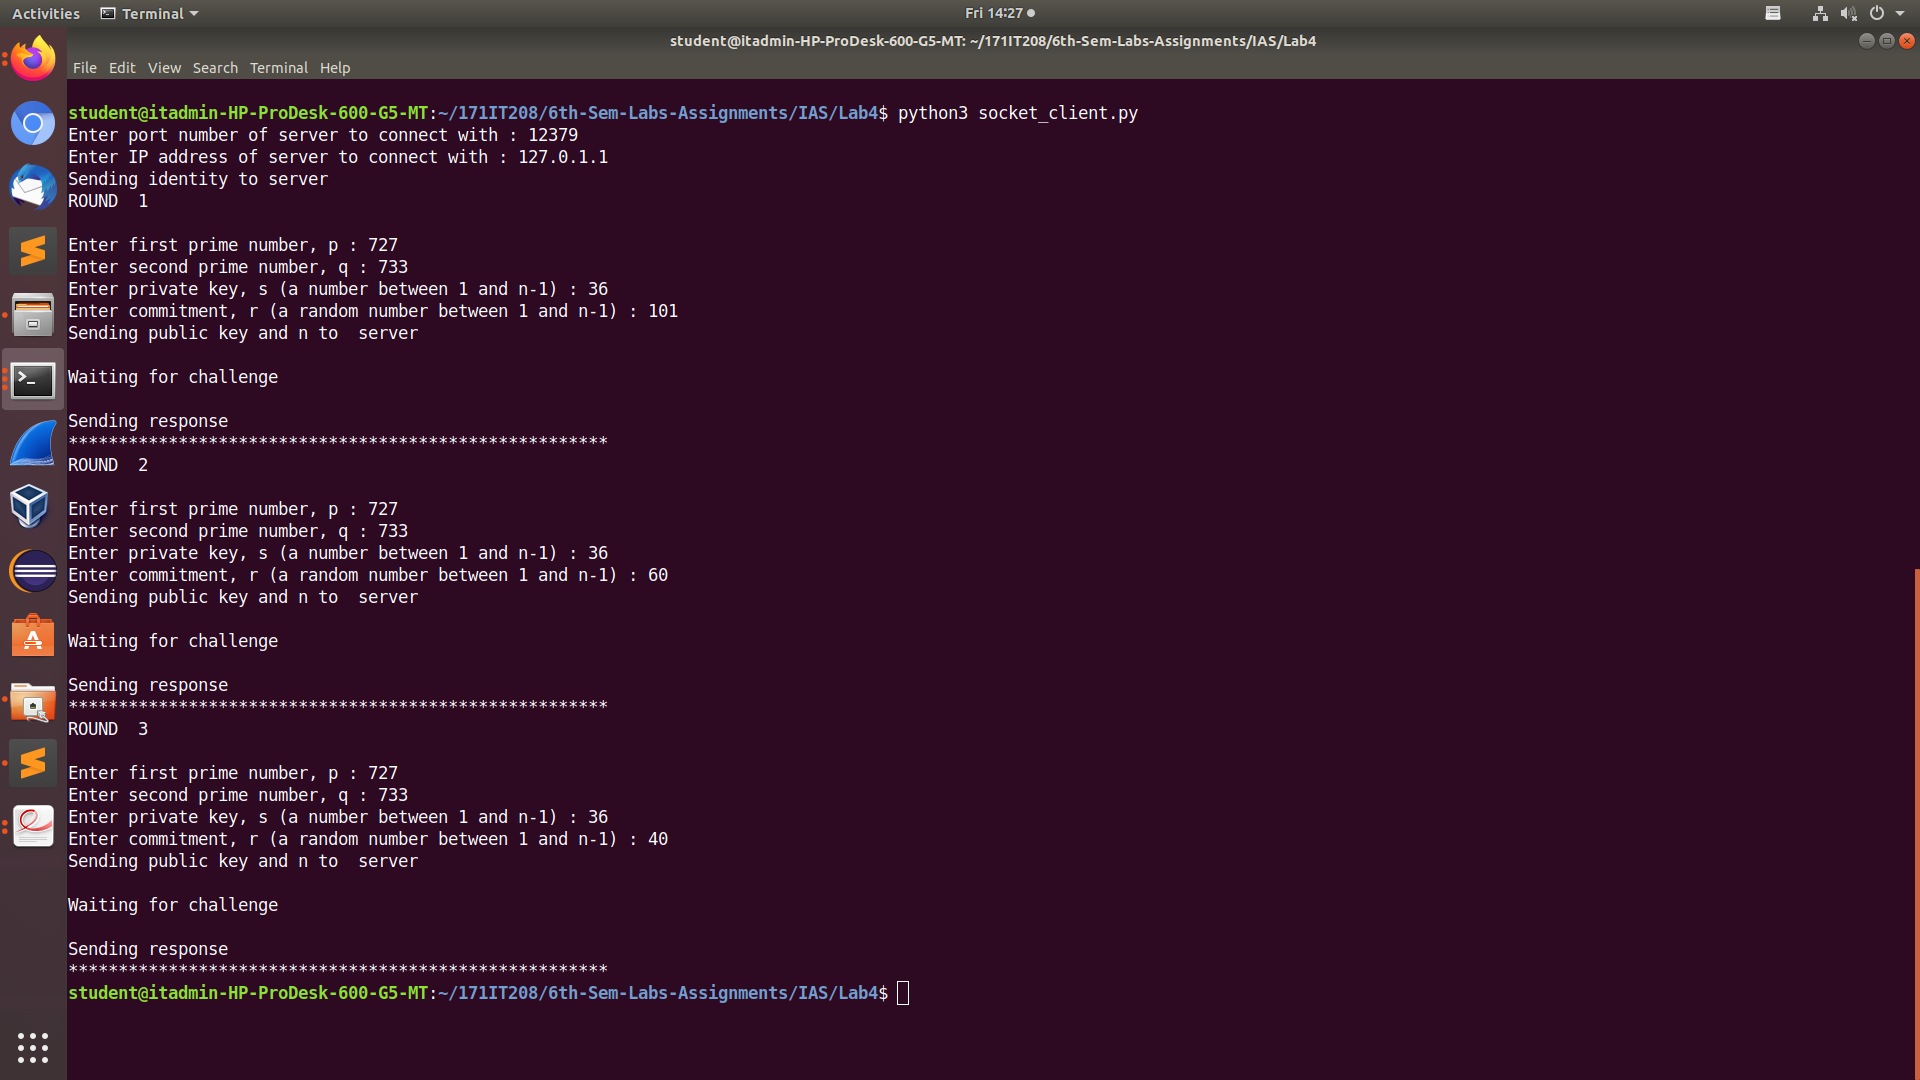 Activities Terminal Fri 14:27
student@itadmin-HP-ProDesk-600-G5-MT: ~/171IT208/6th-Sem-Labs-Assignments/IAS/Lab4
File Edit View Search Terminal Help
student@itadmin-HP-ProDesk-600-G5-MT:~/171IT208/6th-Sem-Labs-Assignments/IAS/Lab4$ python3 socket_client.py
Enter port number of server to connect with : 12379
Enter IP address of server to connect with : 127.0.1.1
Sending identity to server
ROUND  1
Enter first prime number, p : 727
Enter second prime number, q : 733
Enter private key, s (a number between 1 and n-1) : 36
Enter commitment, r (a random number between 1 and n-1) : 101
Sending public key and n to  server
Waiting for challenge
Sending response
******************************************************
ROUND  2
Enter first prime number, p : 727
Enter second prime number, q : 733
Enter private key, s (a number between 1 and n-1) : 36
Enter commitment, r (a random number between 1 and n-1) : 60
Sending public key and n to  server
Waiting for challenge
Sending response
******************************************************
ROUND  3
Enter first prime number, p : 727
Enter second prime number, q : 733
Enter private key, s (a number between 1 and n-1) : 36
Enter commitment, r (a random number between 1 and n-1) : 40
Sending public key and n to  server
Waiting for challenge
Sending response
******************************************************
student@itadmin-HP-ProDesk-600-G5-MT:~/171IT208/6th-Sem-Labs-Assignments/IAS/Lab4$